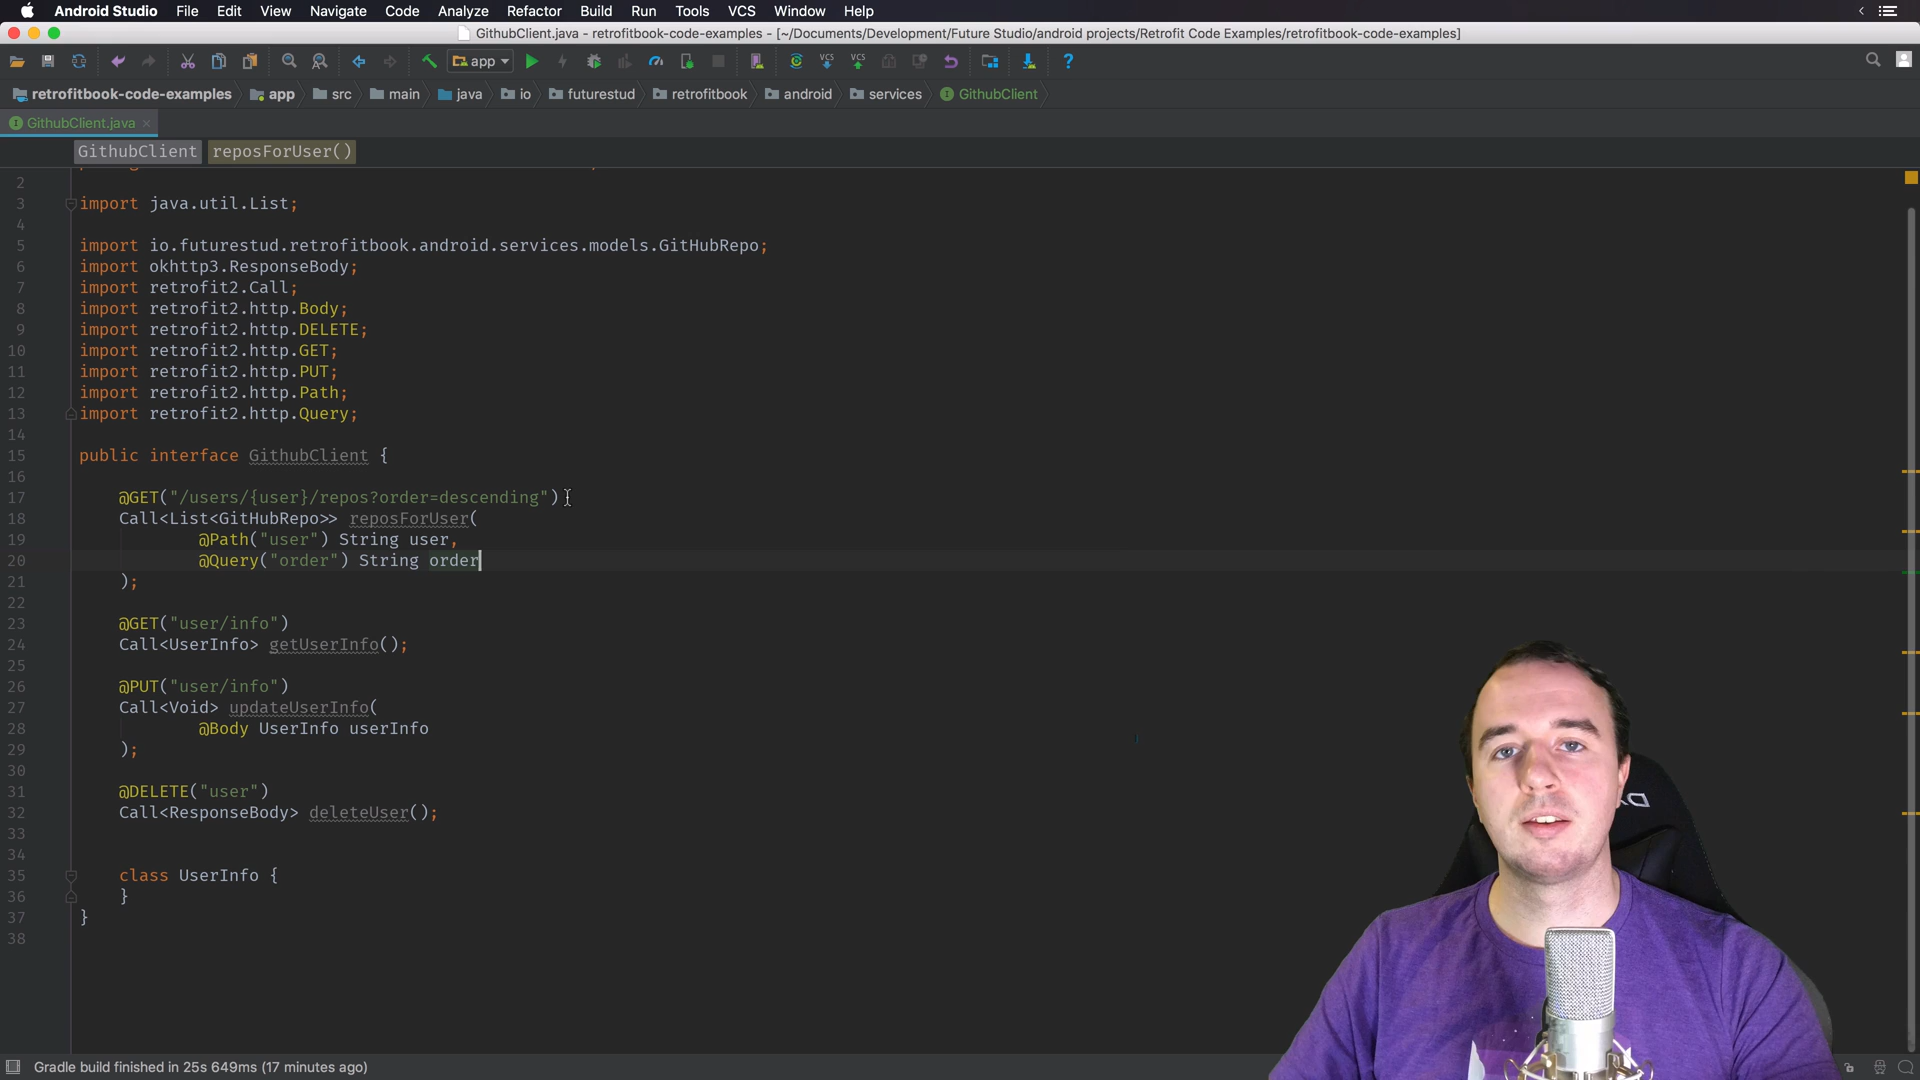 Android Studio File Edit View Navigate Code Analyze Refactor Build Run Tools VCS Window Help
GithubClient.java - retrofitbook-code-examples - [~/Documents/Development/Future Studio/android projects/Retrofit Code Examples/retrofitbook-code-examples]
app VCS VCS ?
retrofitbook-code-examples app src main java io futurestud retrofitbook android services GithubClient
GithubClient.java
GithubClient reposForUser()
2
3 import java.util.List;
4
5 import io.futurestud.retrofitbook.android.services.models.GitHubRepo;
6 import okhttp3.ResponseBody;
7 import retrofit2.Call;
8 import retrofit2.http.Body;
9 import retrofit2.http.DELETE;
10 import retrofit2.http.GET;
11 import retrofit2.http.PUT;
12 import retrofit2.http.Path;
13 import retrofit2.http.Query;
14
15 public interface GithubClient {
16
17 @GET("/users/{user}/repos?order=descending")
18 Call<List<GitHubRepo>> reposForUser(
19 @Path("user") String user,
20 @Query("order") String order
21 );
22
23 @GET("user/info")
24 Call<UserInfo> getUserInfo();
25
26 @PUT("user/info")
27 Call<Void> updateUserInfo(
28 @Body UserInfo userInfo
29 );
30
31 @DELETE("user")
32 Call<ResponseBody> deleteUser();
33
34
35 class UserInfo {
36 }
37 }
38
Gradle build finished in 25s 649ms (17 minutes ago)